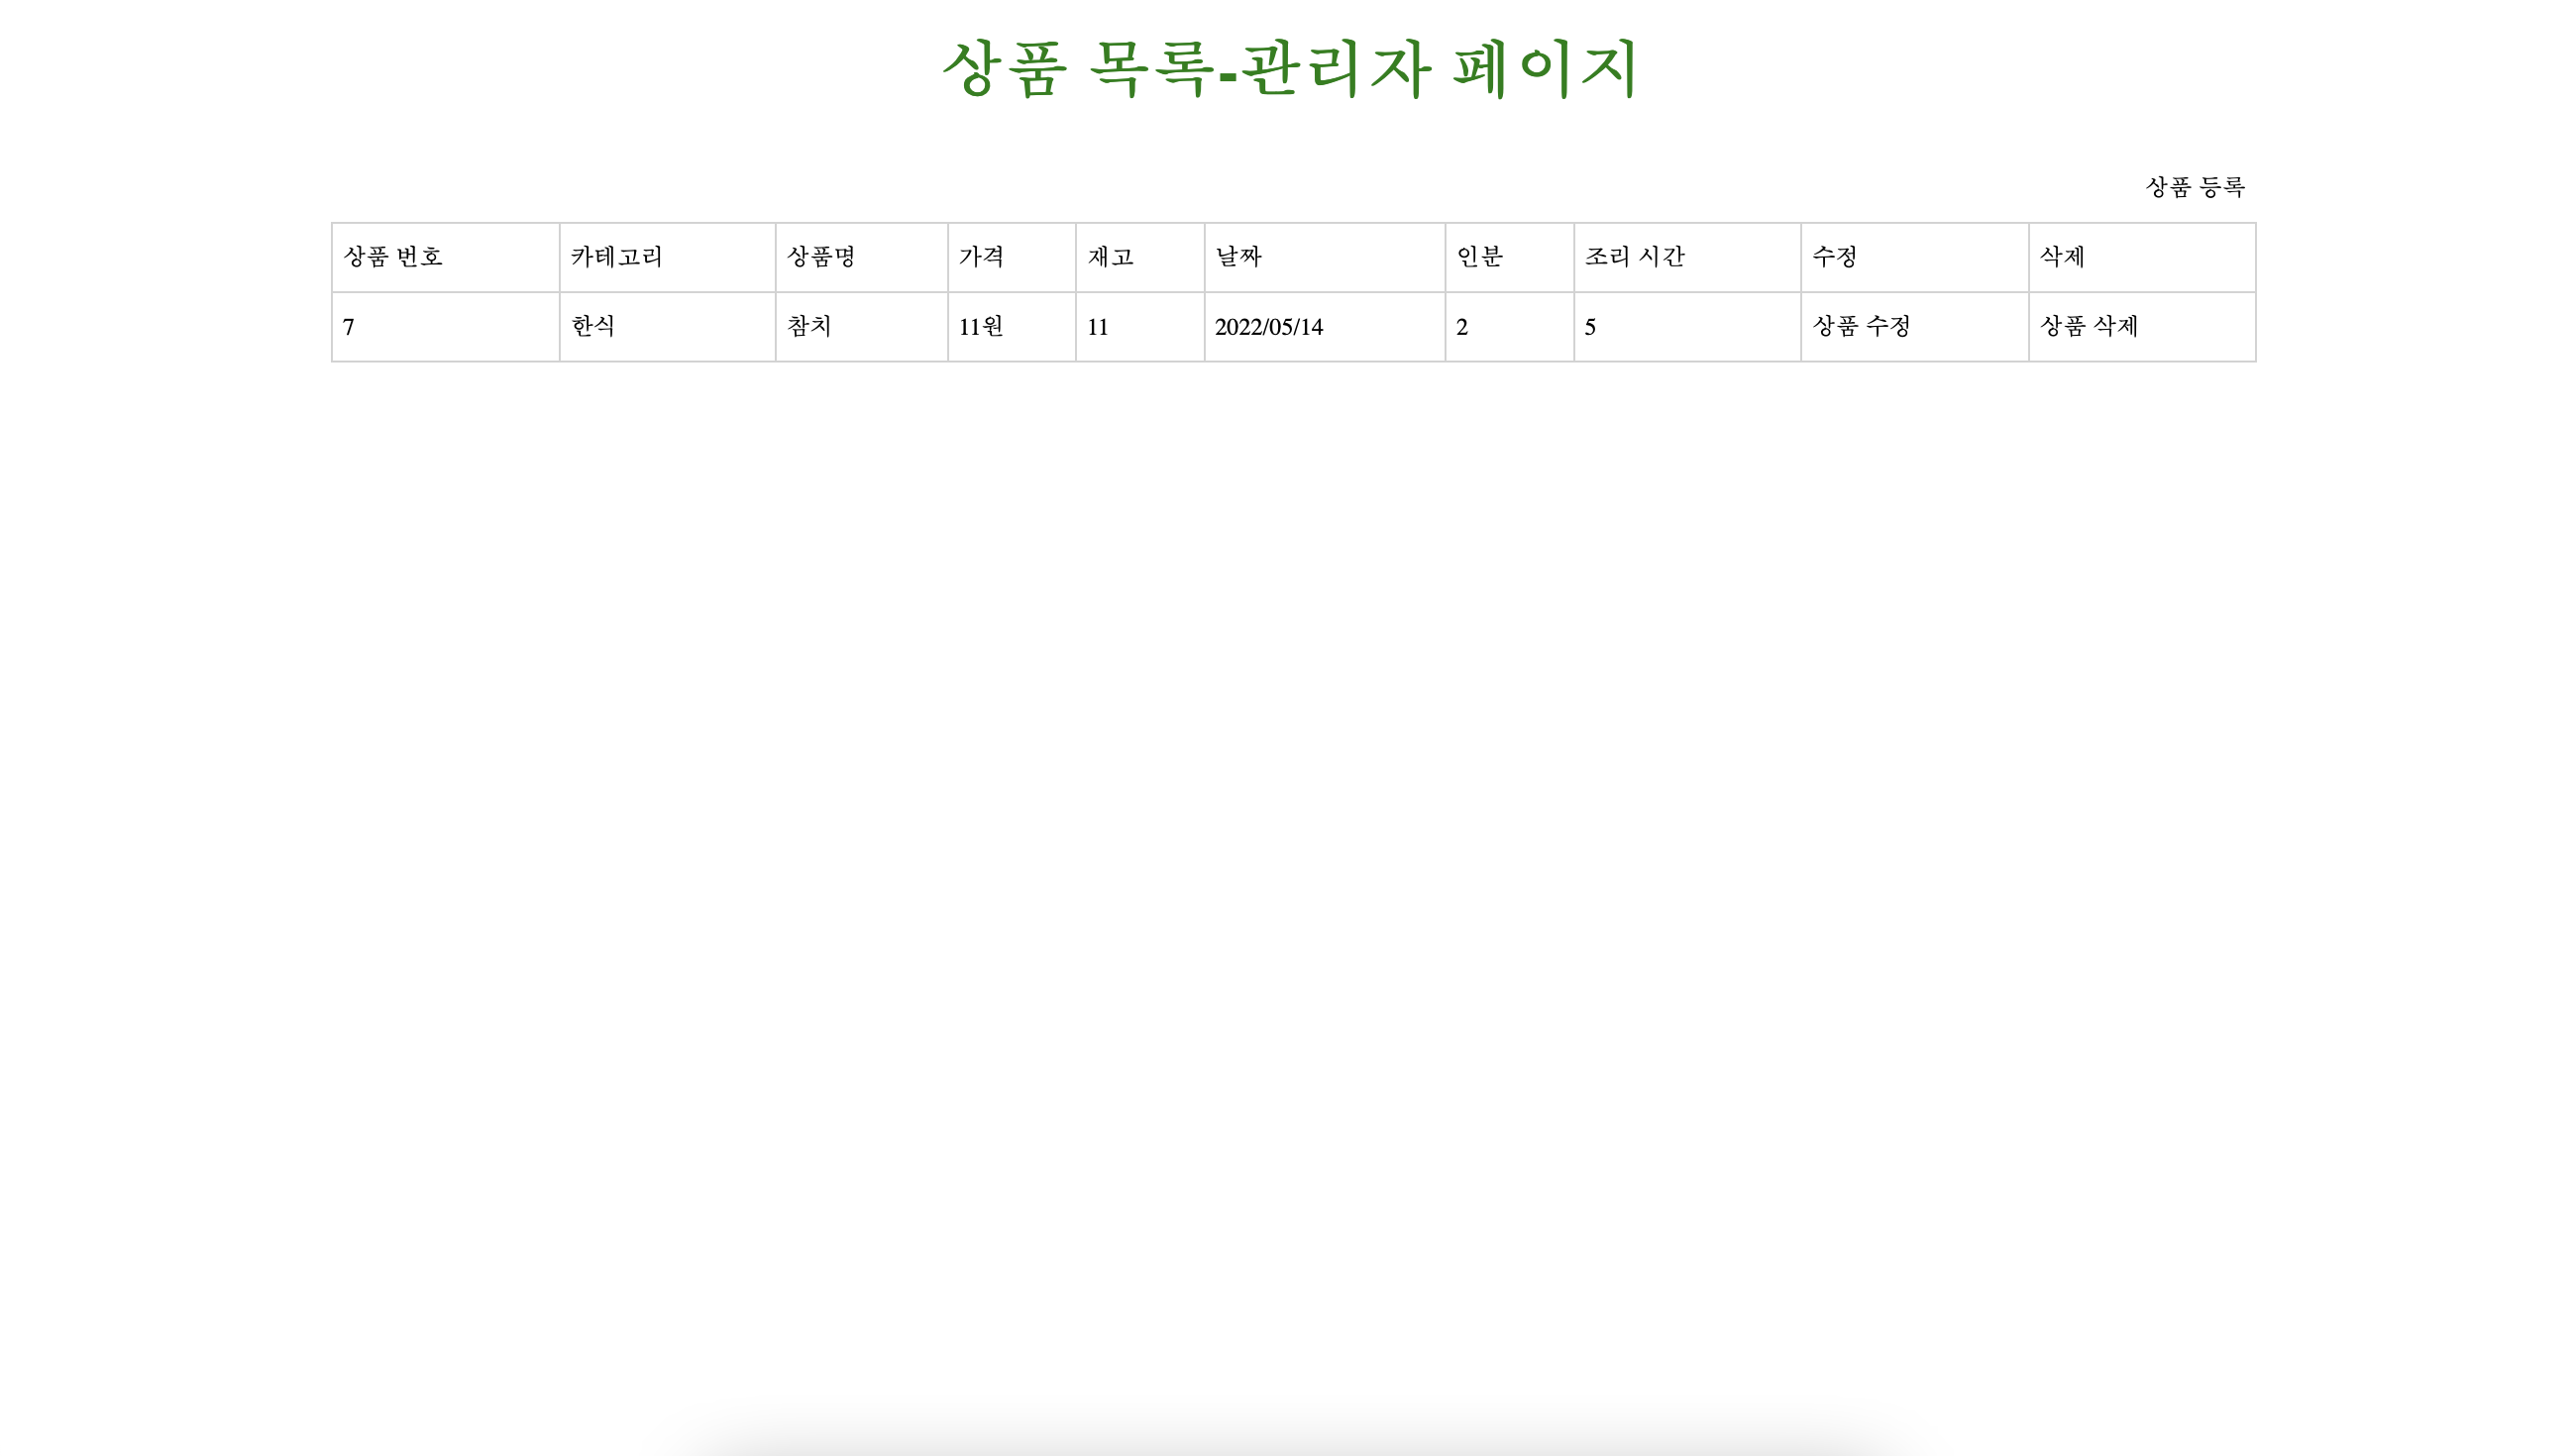 상품 목록-관리자 페이지
상품 등록
상품 번호 카테고리 상품명 가격 재고 날짜 인분 조리 시간 수정 삭제
7 한식 참치 11원 11 2022/05/14 2 5 상품 수정 상품 삭제